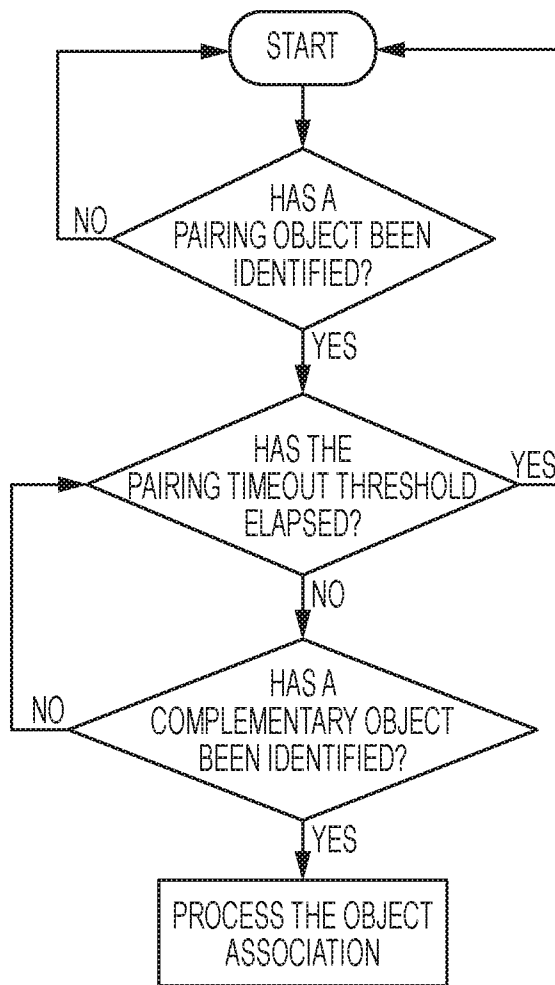 START
HAS A
PAIRING OBJECT BEEN
IDENTIFIED?
NO
YES
HAS THE
PAIRING TIMEOUT THRESHOLD
ELAPSED?
YES
NO
HAS A
COMPLEMENTARY OBJECT
BEEN IDENTIFIED?
NO
YES
PROCESS THE OBJECT
ASSOCIATION